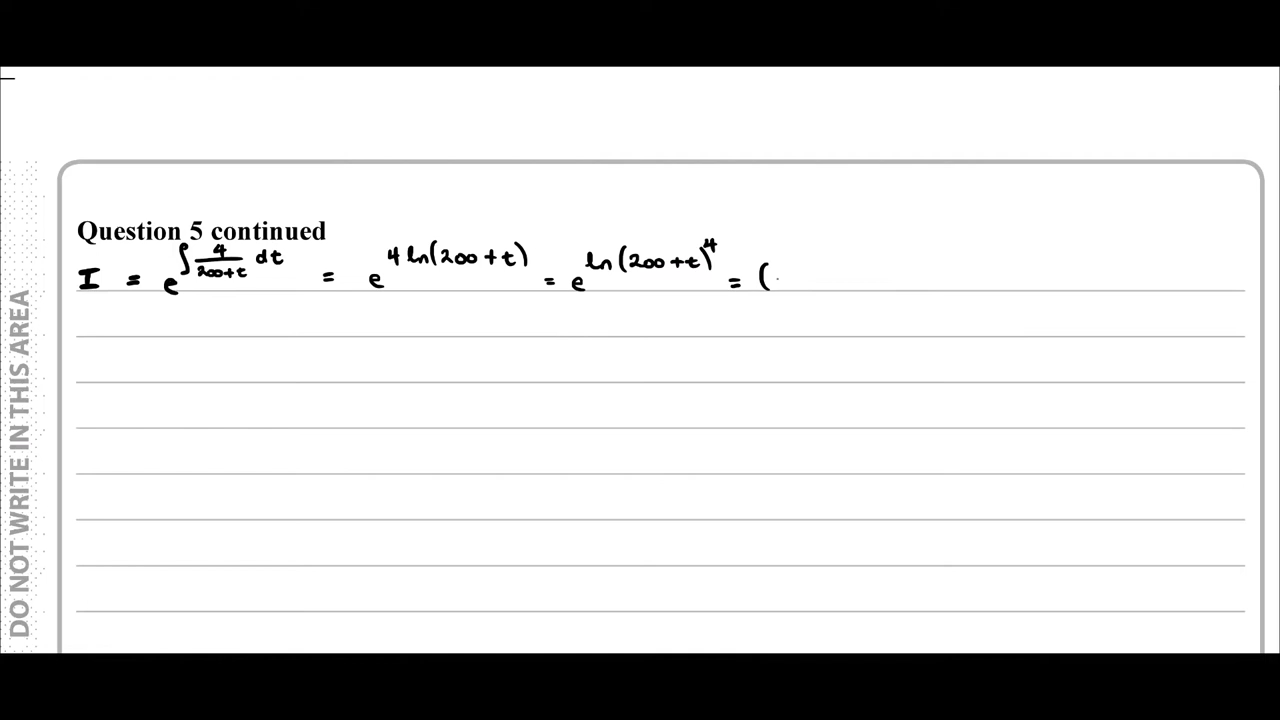 Question 5 continued
I = e^{∫ 4/(200+t) dt} = e^{4 ln(200+t)} = e^{ln(200+t)^4} = (
DO NOT WRITE IN THIS AREA